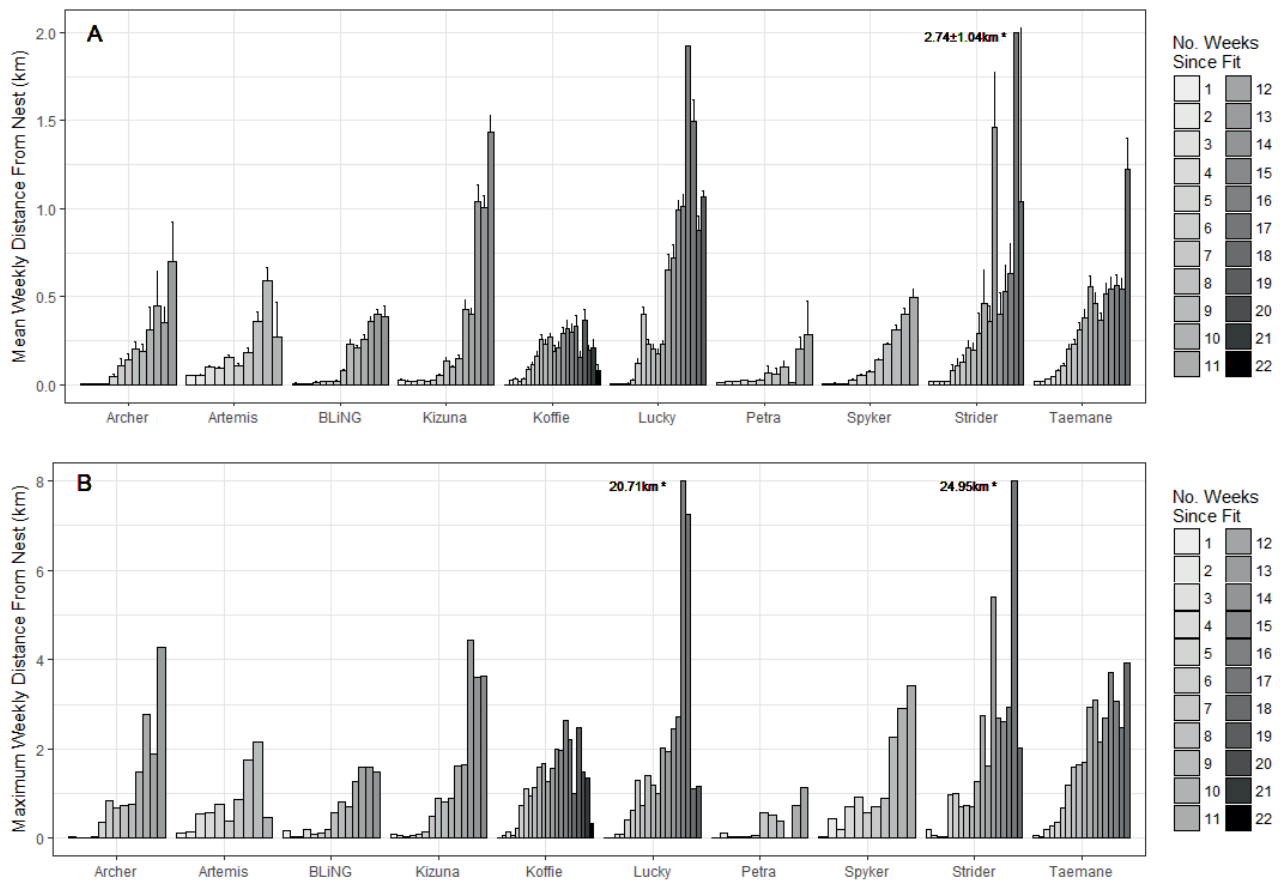 A
2.74±1.04km *
Mean Weekly Distance From Nest (km)
2.0
1.5
1.0
0.5
0.0
Archer Artemis BLiNG Kizuna Koffie Lucky Petra Spyker Strider Taemane
No. Weeks
Since Fit
1 12
2 13
3 14
4 15
5 16
6 17
7 18
8 19
9 20
10 21
11 22
B
20.71km * 24.95km *
Maximum Weekly Distance From Nest (km)
8
6
4
2
0
Archer Artemis BLiNG Kizuna Koffie Lucky Petra Spyker Strider Taemane
No. Weeks
Since Fit
1 12
2 13
3 14
4 15
5 16
6 17
7 18
8 19
9 20
10 21
11 22